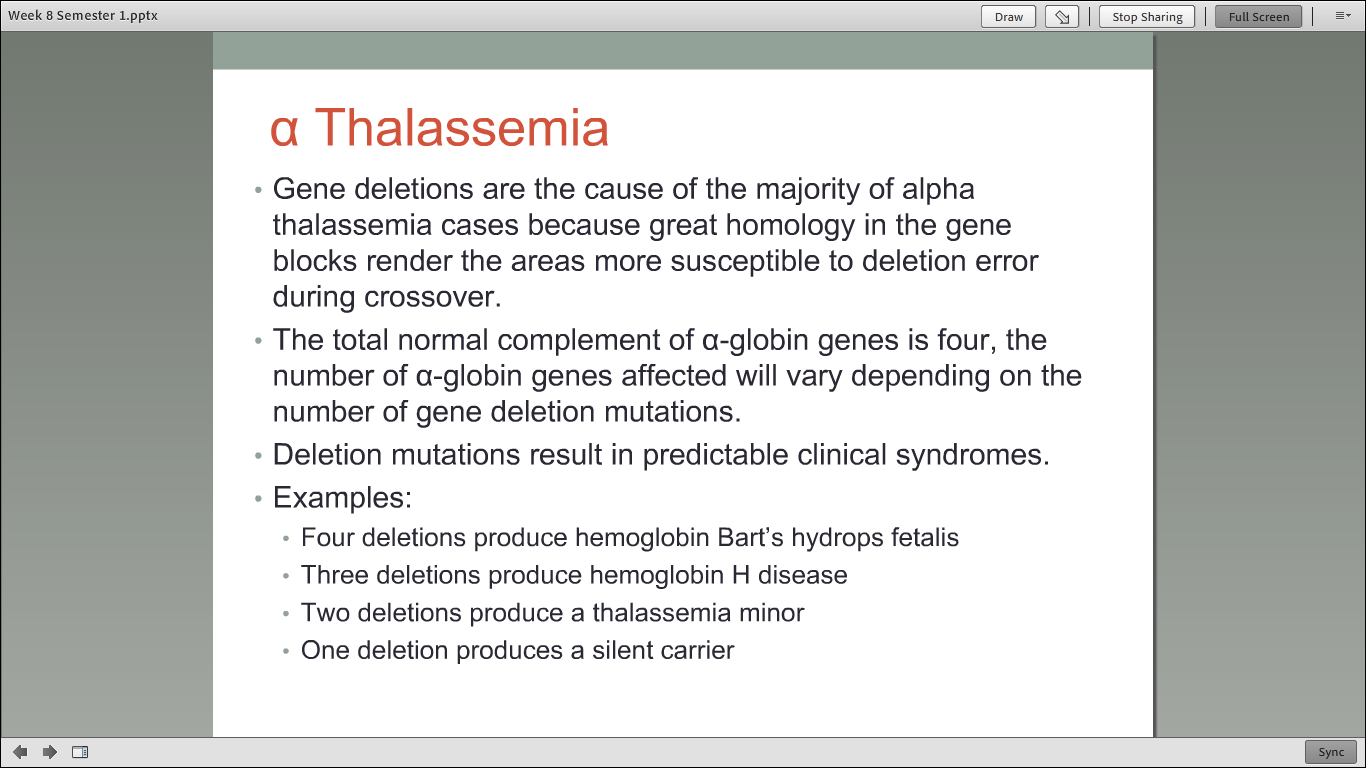 Week 8 Semester 1.pptx
Draw
Stop Sharing
Full Screen
α Thalassemia
• Gene deletions are the cause of the majority of alpha
thalassemia cases because great homology in the gene
blocks render the areas more susceptible to deletion error
during crossover.
• The total normal complement of α-globin genes is four, the
number of α-globin genes affected will vary depending on the
number of gene deletion mutations.
• Deletion mutations result in predictable clinical syndromes.
• Examples:
• Four deletions produce hemoglobin Bart’s hydrops fetalis
• Three deletions produce hemoglobin H disease
• Two deletions produce a thalassemia minor
• One deletion produces a silent carrier
Sync